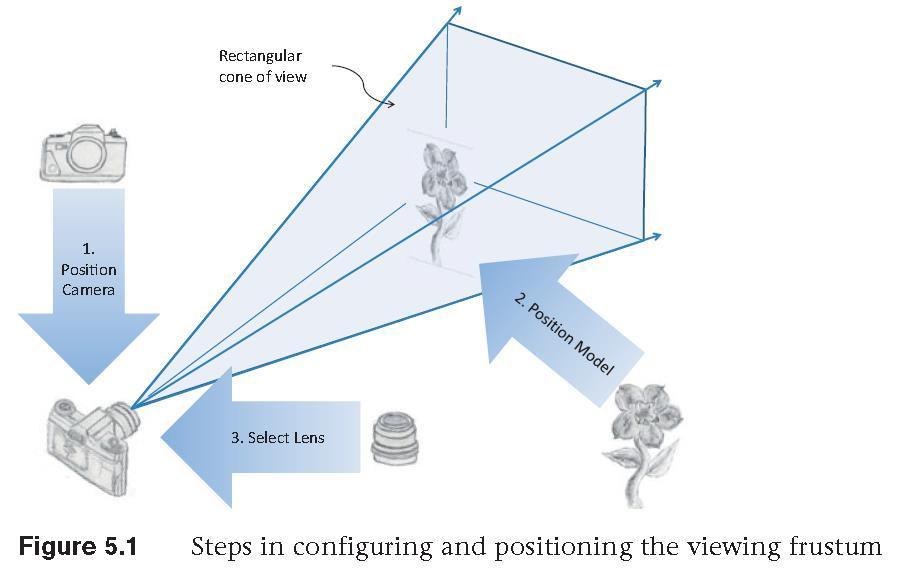 Rectangular
cone of view
1.
Position
Camera
2. Position Model
3. Select Lens
Figure 5.1 Steps in configuring and positioning the viewing frustum